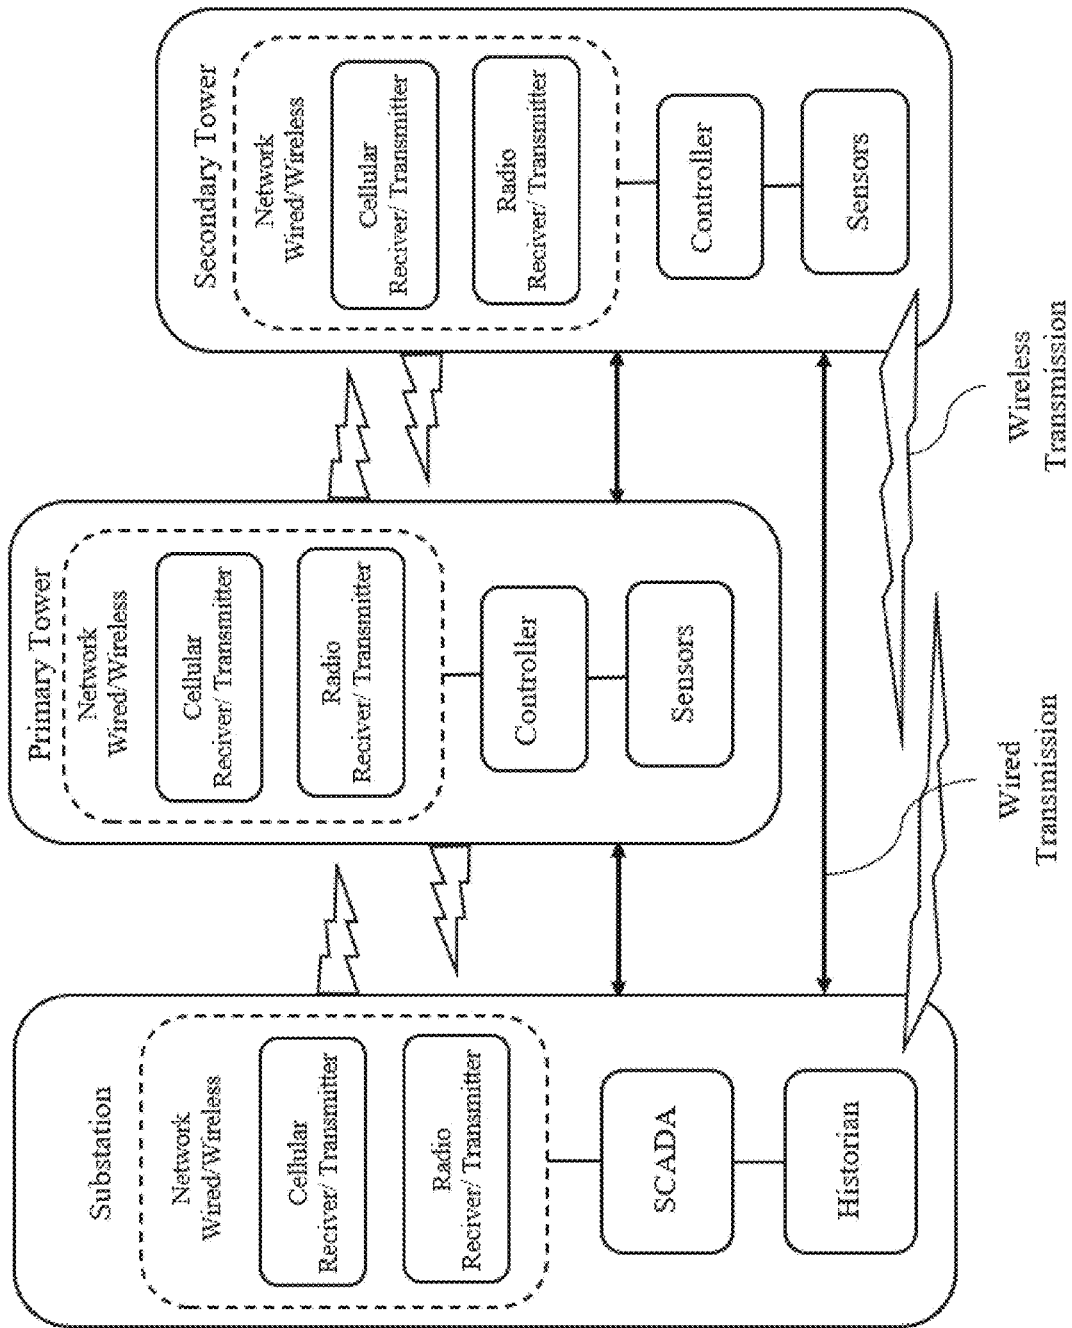 Substation
Network
Wired/Wireless
Cellular
Reciver/ Transmitter
Radio
Reciver/ Transmitter
SCADA
Historian
Primary Tower
Network
Wired/Wireless
Cellular
Reciver/ Transmitter
Radio
Reciver/ Transmitter
Controller
Sensors
Secondary Tower
Network
Wired/Wireless
Cellular
Reciver/ Transmitter
Radio
Reciver/ Transmitter
Controller
Sensors
Wired
Transmission
Wireless
Transmission